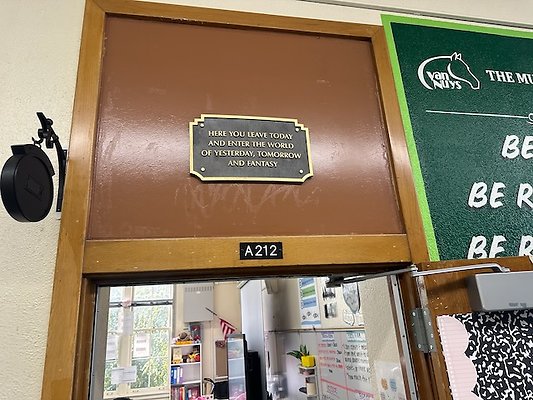 HERE YOU LEAVE TODAY
AND ENTER THE WORLD
OF YESTERDAY, TOMORROW
AND FANTASY
A212
VAN
NUYS
THE MU
BE
BE R
BE RE